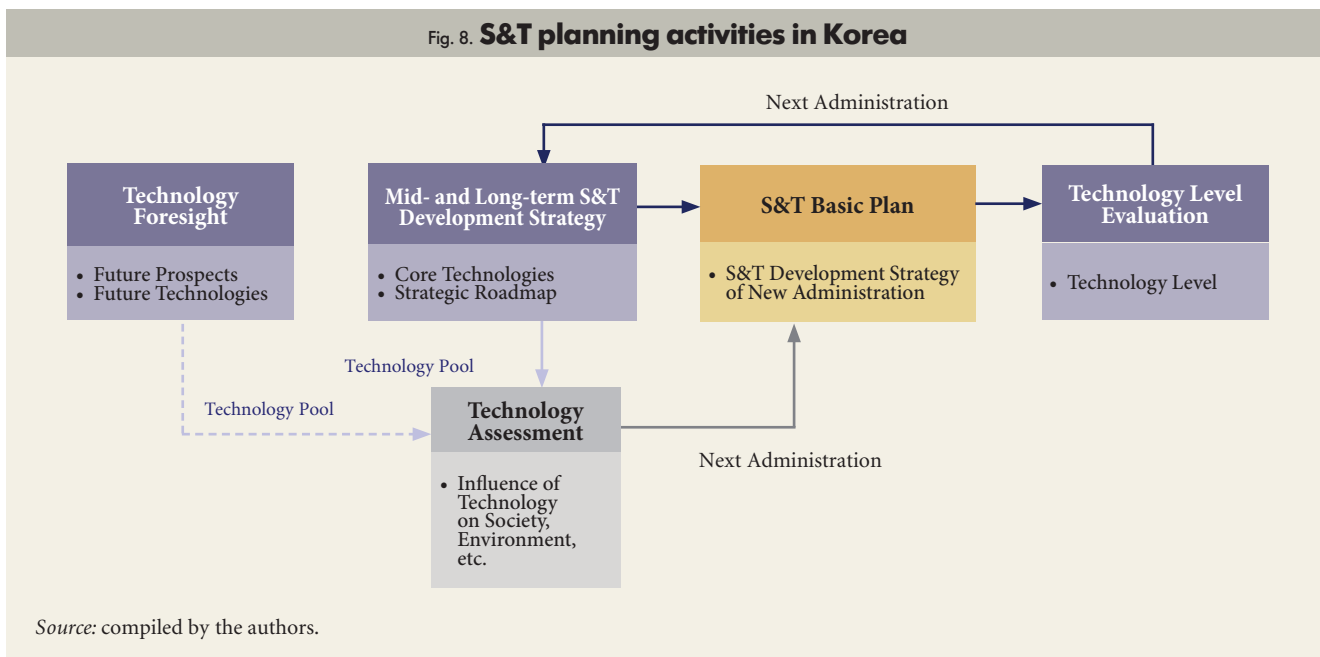 Fig. 8. S&T planning activities in Korea
Next Administration
Technology
Foresight
• Future Prospects
• Future Technologies
Mid- and Long-term S&T
Development Strategy
• Core Technologies
• Strategic Roadmap
S&T Basic Plan
• S&T Development Strategy
of New Administration
Technology Level
Evaluation
• Technology Level
Technology Pool
Technology Pool
Technology
Assessment
• Influence of
Technology
on Society,
Environment,
etc.
Next Administration
Source: compiled by the authors.